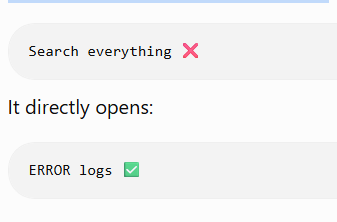 Search everything ❌
It directly opens:
ERROR logs ✅